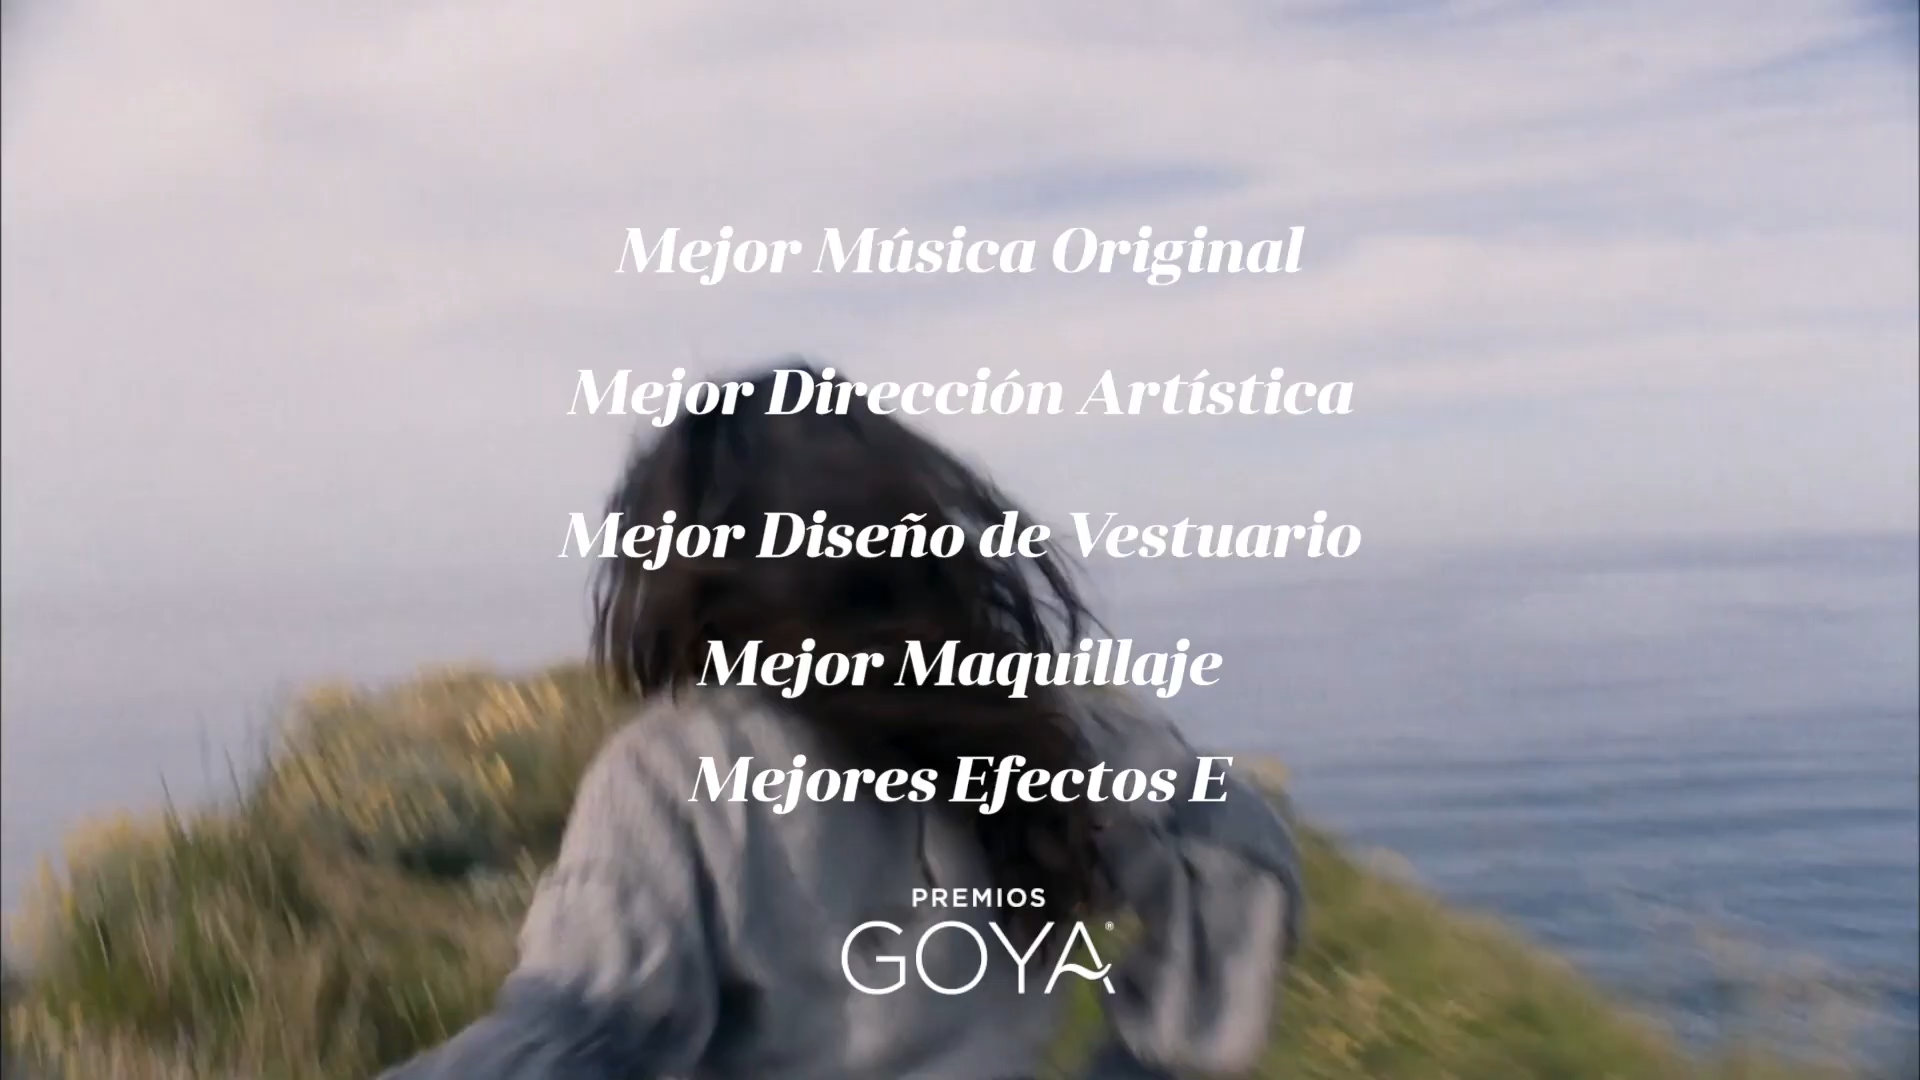 Mejor Música Original
Mejor Dirección Artística
Mejor Diseño de Vestuario
Mejor Maquillaje
Mejores Efectos E
PREMIOS
GOYA®